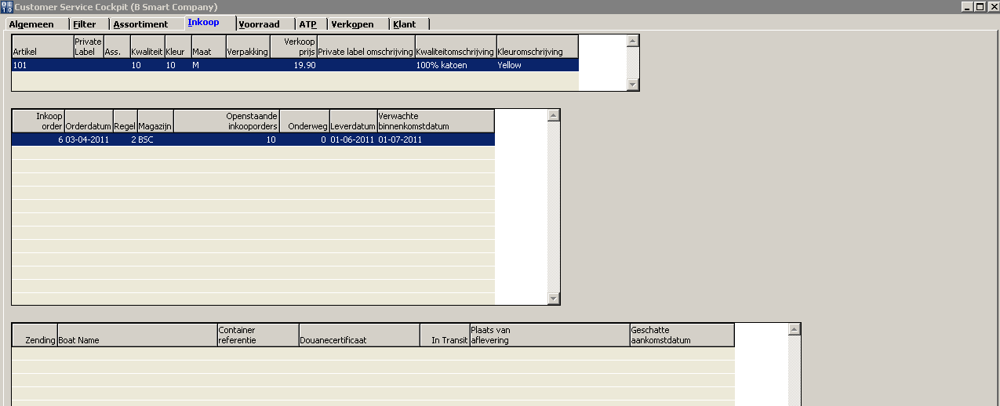 OE 10 Customer Service Cockpit (B Smart Company)
Algemeen Filter Assortiment Inkoop Voorraad ATP Verkopen Klant
Private Verkoop
Artikel Label Ass. Kwaliteit Kleur Maat Verpakking prijs Private label omschrijving Kwaliteitomschrijving Kleuromschrijving
101 10 10 M 19.90 100% katoen Yellow
Inkoop Openstaande Verwachte
order Orderdatum Regel Magazijn inkooporders Onderweg Leverdatum binnenkomstdatum
6 03-04-2011 2 BSC 10 0 01-06-2011 01-07-2011
Container Plaats van Geschatte
Zending Boat Name referentie Douanecertificaat In Transit aflevering aankomstdatum